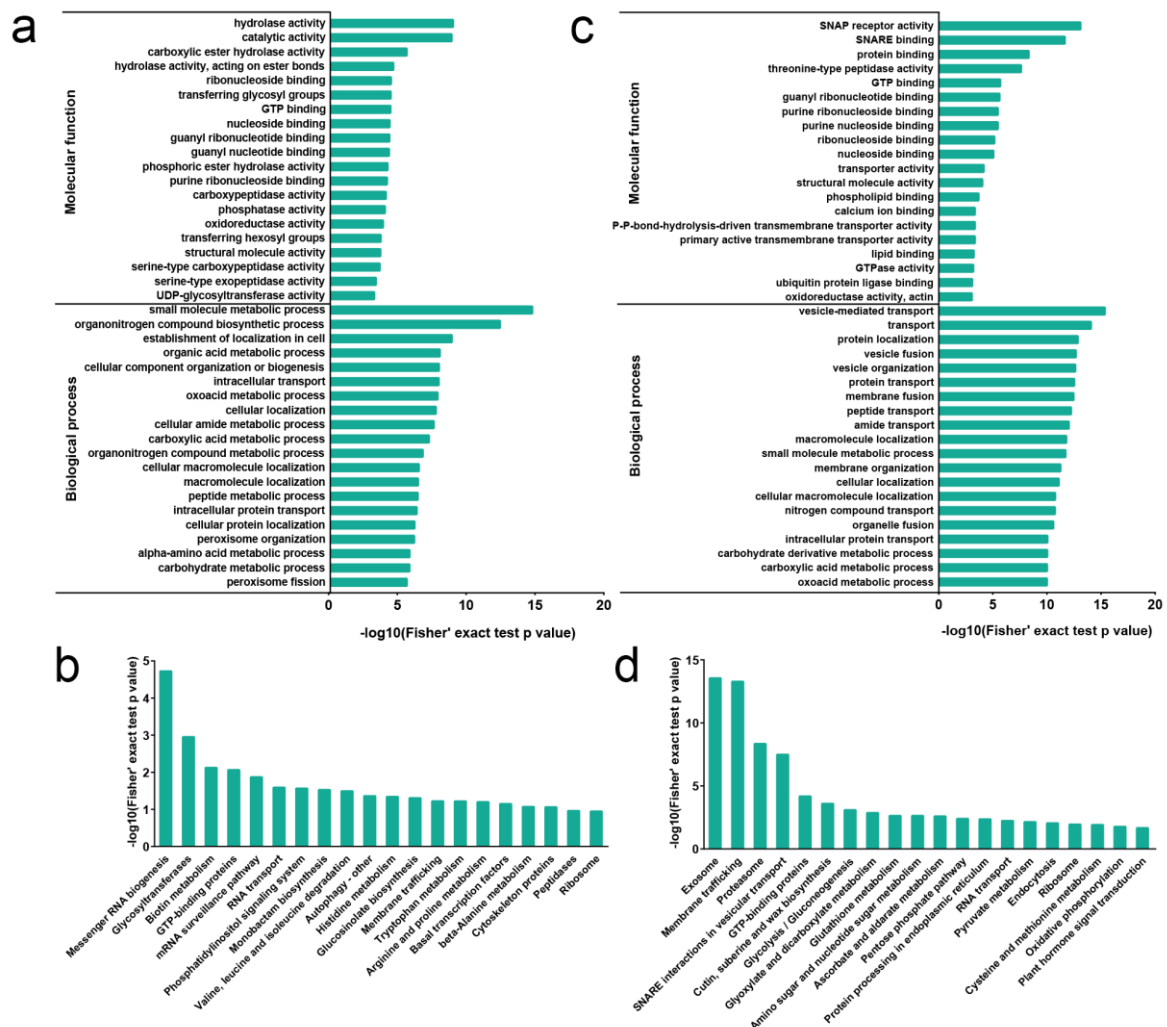 a
Molecular function
hydrolase activity
catalytic activity
carboxylic ester hydrolase activity
hydrolase activity, acting on ester bonds
ribonucleoside binding
transferring glycosyl groups
GTP binding
nucleoside binding
guanyl ribonucleotide binding
guanyl nucleotide binding
phosphoric ester hydrolase activity
purine ribonucleoside binding
carboxypeptidase activity
phosphatase activity
oxidoreductase activity
transferring hexosyl groups
structural molecule activity
serine-type carboxypeptidase activity
serine-type exopeptidase activity
UDP-glycosyltransferase activity
Biological process
small molecule metabolic process
organonitrogen compound biosynthetic process
establishment of localization in cell
organic acid metabolic process
cellular component organization or biogenesis
intracellular transport
oxoacid metabolic process
cellular localization
cellular amide metabolic process
carboxylic acid metabolic process
organonitrogen compound metabolic process
cellular macromolecule localization
macromolecule localization
peptide metabolic process
intracellular protein transport
cellular protein localization
peroxisome organization
alpha-amino acid metabolic process
carbohydrate metabolic process
peroxisome fission
0 5 10 15 20
-log10(Fisher' exact test p value)
c
Molecular function
SNAP receptor activity
SNARE binding
protein binding
threonine-type peptidase activity
GTP binding
guanyl ribonucleotide binding
purine ribonucleoside binding
purine nucleoside binding
ribonucleoside binding
nucleoside binding
transporter activity
structural molecule activity
phospholipid binding
calcium ion binding
P-P-bond-hydrolysis-driven transmembrane transporter activity
primary active transmembrane transporter activity
lipid binding
GTPase activity
ubiquitin protein ligase binding
oxidoreductase activity, actin
Biological process
vesicle-mediated transport
transport
protein localization
vesicle fusion
vesicle organization
protein transport
membrane fusion
peptide transport
amide transport
macromolecule localization
small molecule metabolic process
membrane organization
cellular localization
cellular macromolecule localization
nitrogen compound transport
organelle fusion
intracellular protein transport
carbohydrate derivative metabolic process
carboxylic acid metabolic process
oxoacid metabolic process
0 5 10 15 20
-log10(Fisher' exact test p value)
b
-log10(Fisher' exact test p value)
5
4
3
2
1
0
Messenger RNA biogenesis
Glycosyltransferases
Biotin metabolism
GTP-binding proteins
mRNA surveillance pathway
RNA transport
Phosphatidylinositol signaling system
Monobactam biosynthesis
Valine, leucine and isoleucine degradation
Autophagy - other
Histidine metabolism
Glucosinolate biosynthesis
Membrane trafficking
Tryptophan metabolism
Arginine and proline metabolism
Basal transcription factors
beta-Alanine metabolism
Cytoskeleton proteins
Peptidases
Ribosome
d
-log10(Fisher' exact test p value)
15
10
5
0
Exosome
Membrane trafficking
Proteasome
SNARE interactions in vesicular transport
GTP-binding proteins
Cutin, suberine and wax biosynthesis
Glycolysis / Gluconeogenesis
Glyoxylate and dicarboxylate metabolism
Glutathione metabolism
Amino sugar and nucleotide sugar metabolism
Ascorbate and aldarate metabolism
Pentose phosphate pathway
Protein processing in endoplasmic reticulum
RNA transport
Pyruvate metabolism
Endocytosis
Ribosome
Cysteine and methionine metabolism
Oxidative phosphorylation
Plant hormone signal transduction